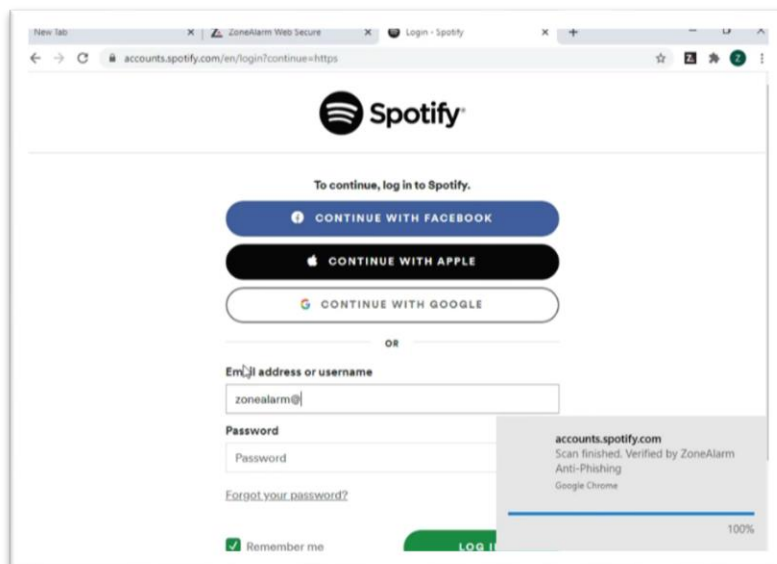 New Tab
ZoneAlarm Web Secure
Login - Spotify
accounts.spotify.com/en/login?continue=https
Z
Spotify
To continue, log in to Spotify.
CONTINUE WITH FACEBOOK
CONTINUE WITH APPLE
G CONTINUE WITH GOOGLE
OR
Email address or username
zonealarm@
Password
Password
Forgot your password?
Remember me
LOG I
accounts.spotify.com
Scan finished. Verified by ZoneAlarm
Anti-Phishing
Google Chrome
100%